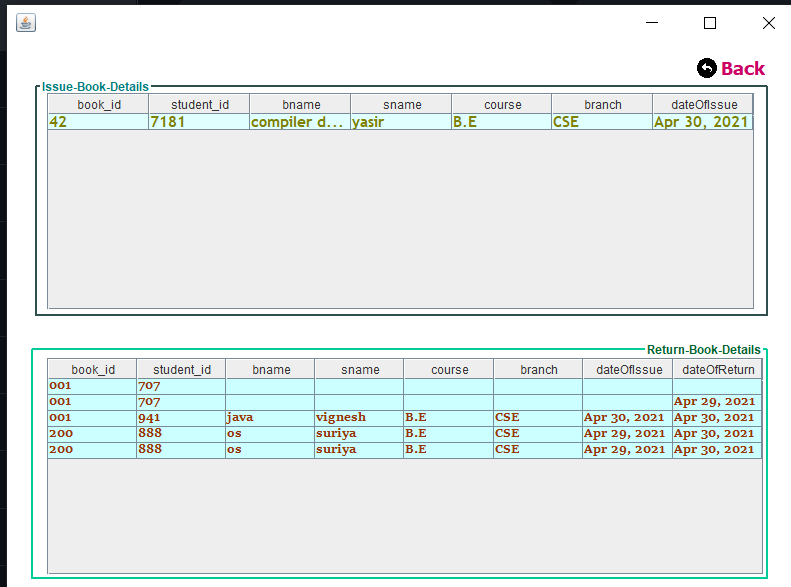 Back
Issue-Book-Details
book_id student_id bname sname course branch dateOfIssue
42 7181 compiler d... yasir B.E CSE Apr 30, 2021
Return-Book-Details
book_id student_id bname sname course branch dateOfIssue dateOfReturn
001 707
001 707 Apr 29, 2021
001 941 java vignesh B.E CSE Apr 30, 2021 Apr 30, 2021
200 888 os suriya B.E CSE Apr 29, 2021 Apr 30, 2021
200 888 os suriya B.E CSE Apr 29, 2021 Apr 30, 2021